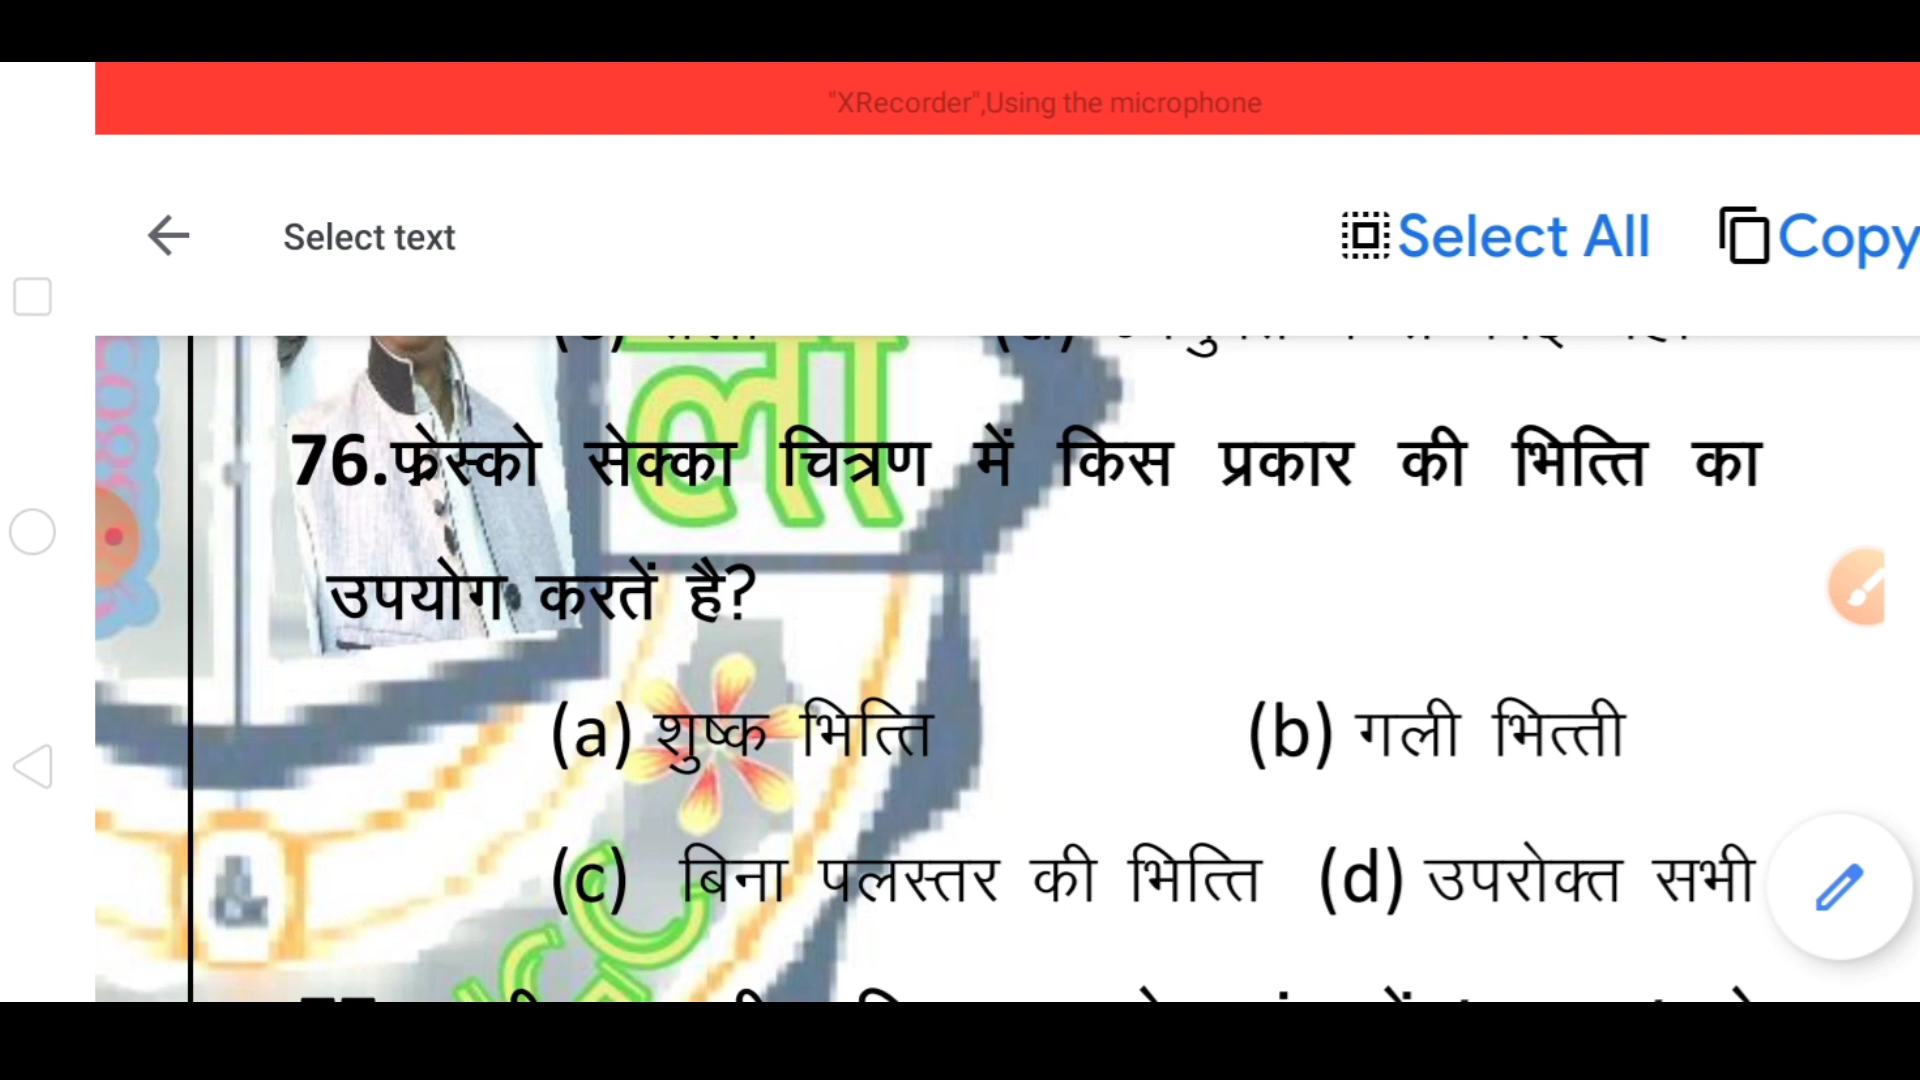 "XRecorder",Using the microphone
Select text
Select All
Copy
ला
76.फ्रेस्को सेक्का चित्रण में किस प्रकार की भित्ति का
उपयोग करतें है?
(a) शुष्क भित्ति (b) गली भित्ती
(c) बिना पलस्तर की भित्ति (d) उपरोक्त सभी
&